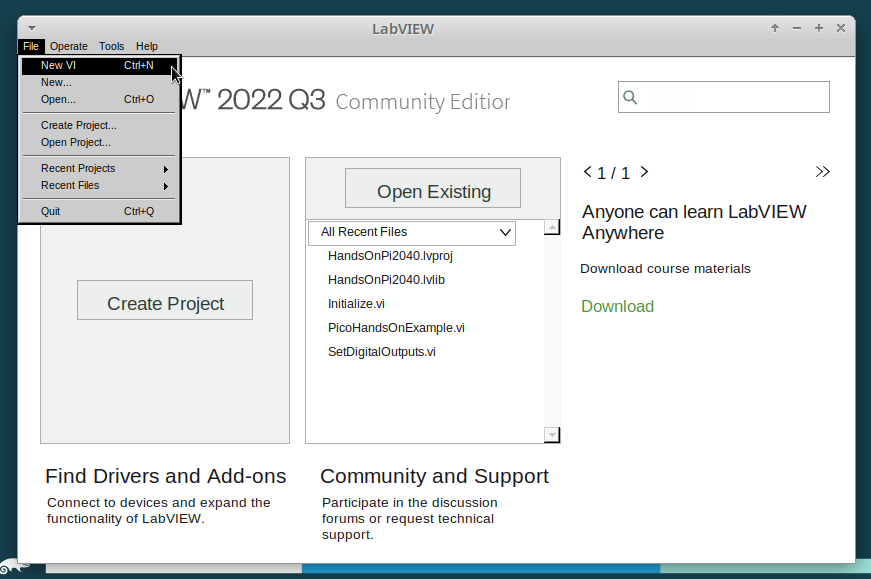 LabVIEW
File Operate Tools Help
New VI Ctrl+N
New...
Open... Ctrl+O
Create Project...
Open Project...
Recent Projects
Recent Files
Quit Ctrl+Q
W™ 2022 Q3 Community Edition
Create Project
Open Existing
All Recent Files
HandsOnPi2040.lvproj
HandsOnPi2040.lvlib
Initialize.vi
PicoHandsOnExample.vi
SetDigitalOutputs.vi
1 / 1
Anyone can learn LabVIEW
Anywhere
Download course materials
Download
Find Drivers and Add-ons
Connect to devices and expand the
functionality of LabVIEW.
Community and Support
Participate in the discussion
forums or request technical
support.